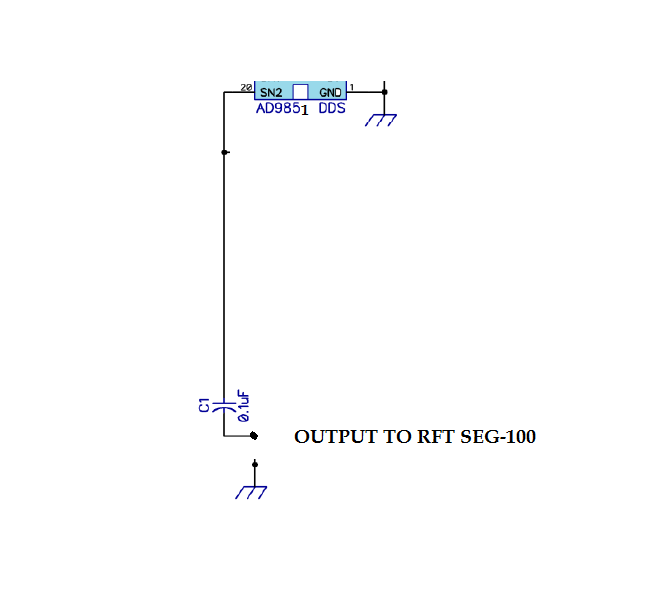 20 SN2 GND 1
AD9851 DDS
C1
0.1uF
OUTPUT TO RFT SEG-100